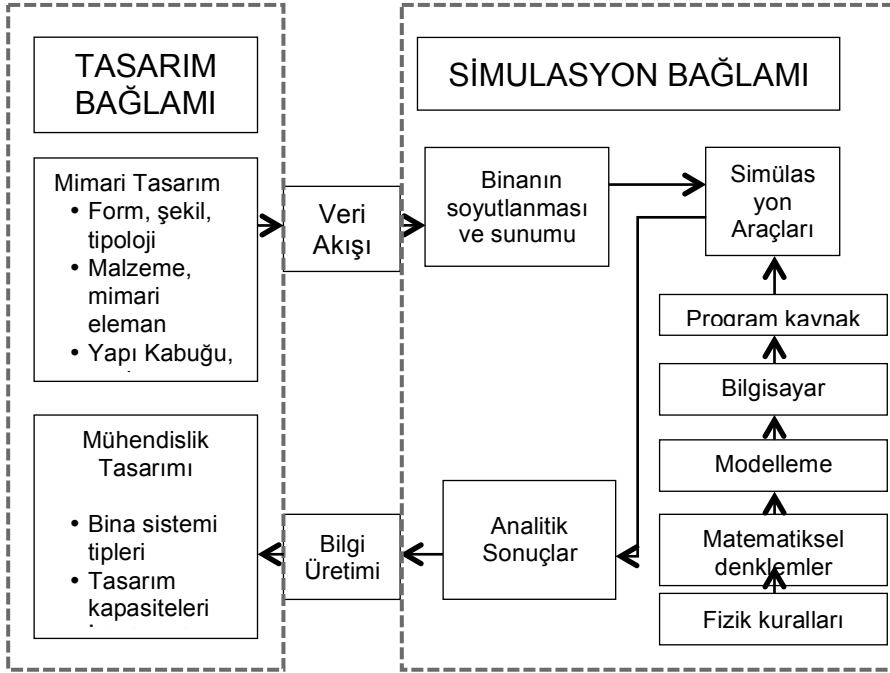 TASARIM
BAĞLAMI
SİMULASYON BAĞLAMI
Mimari Tasarım
• Form, şekil,
tipoloji
• Malzeme,
mimari
eleman
• Yapı Kabuğu,
Veri
Akışı
Binanın
soyutlanması
ve sunumu
Simülas
yon
Araçları
Program kaynak
Bilgisayar
Modelleme
Matematiksel
denklemler
Fizik kuralları
Mühendislik
Tasarımı
• Bina sistemi
tipleri
• Tasarım
kapasiteleri
Bilgi
Üretimi
Analitik
Sonuçlar